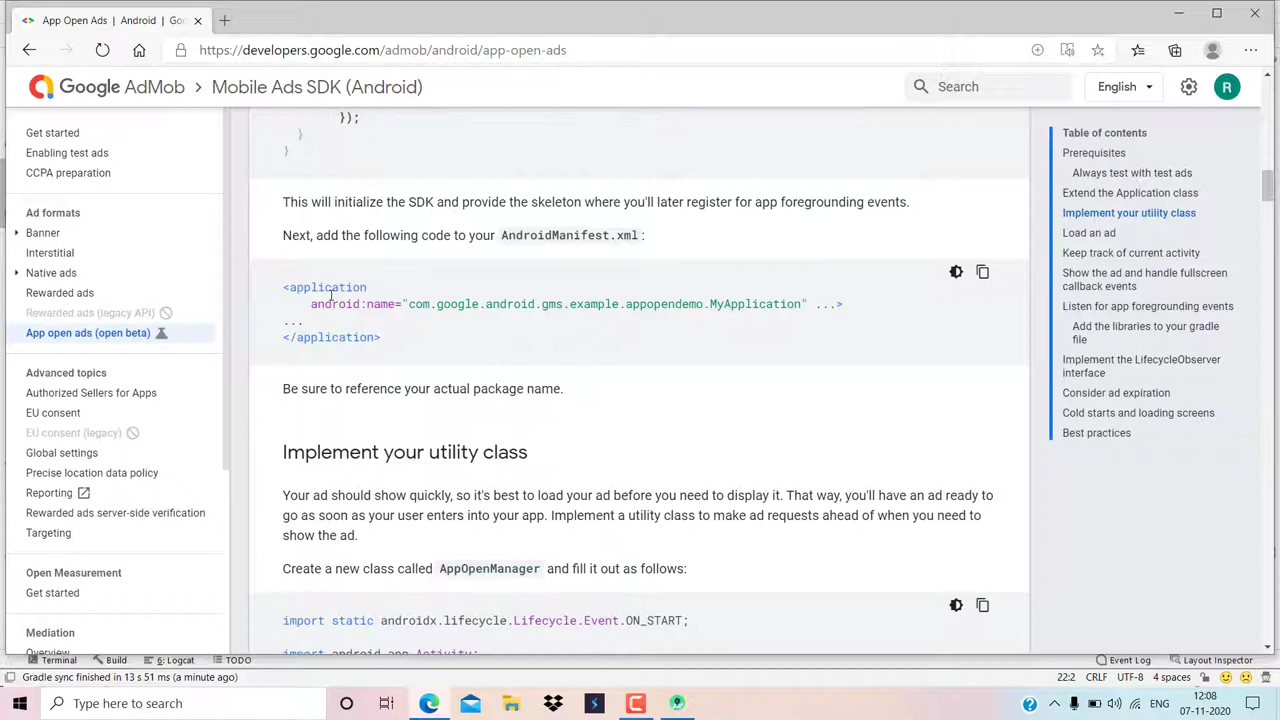 App Open Ads | Android | Goo
https://developers.google.com/admob/android/app-open-ads
Google AdMob
Mobile Ads SDK (Android)
Search
English
R
Get started
Enabling test ads
CCPA preparation
Ad formats
Banner
Interstitial
Native ads
Rewarded ads
Rewarded ads (legacy API)
App open ads (open beta)
Advanced topics
Authorized Sellers for Apps
EU consent
EU consent (legacy)
Global settings
Precise location data policy
Reporting
Rewarded ads server-side verification
Targeting
Open Measurement
Get started
Mediation
Overview
});
}
}
This will initialize the SDK and provide the skeleton where you'll later register for app foregrounding events.
Next, add the following code to your AndroidManifest.xml:
<application
android:name="com.google.android.gms.example.appopendemo.MyApplication" ...>
...
</application>
Be sure to reference your actual package name.
Implement your utility class
Your ad should show quickly, so it's best to load your ad before you need to display it. That way, you'll have an ad ready to
go as soon as your user enters into your app. Implement a utility class to make ad requests ahead of when you need to
show the ad.
Create a new class called AppOpenManager and fill it out as follows:
import static androidx.lifecycle.Lifecycle.Event.ON_START;
import android.app.Activity;
Table of contents
Prerequisites
Always test with test ads
Extend the Application class
Implement your utility class
Load an ad
Keep track of current activity
Show the ad and handle fullscreen
callback events
Listen for app foregrounding events
Add the libraries to your gradle
file
Implement the LifecycleObserver
interface
Consider ad expiration
Cold starts and loading screens
Best practices
Terminal
Build
6: Logcat
TODO
Event Log
Layout Inspector
Gradle sync finished in 13 s 51 ms (a minute ago)
22:2
CRLF
UTF-8
4 spaces
Type here to search
ENG
12:08
07-11-2020